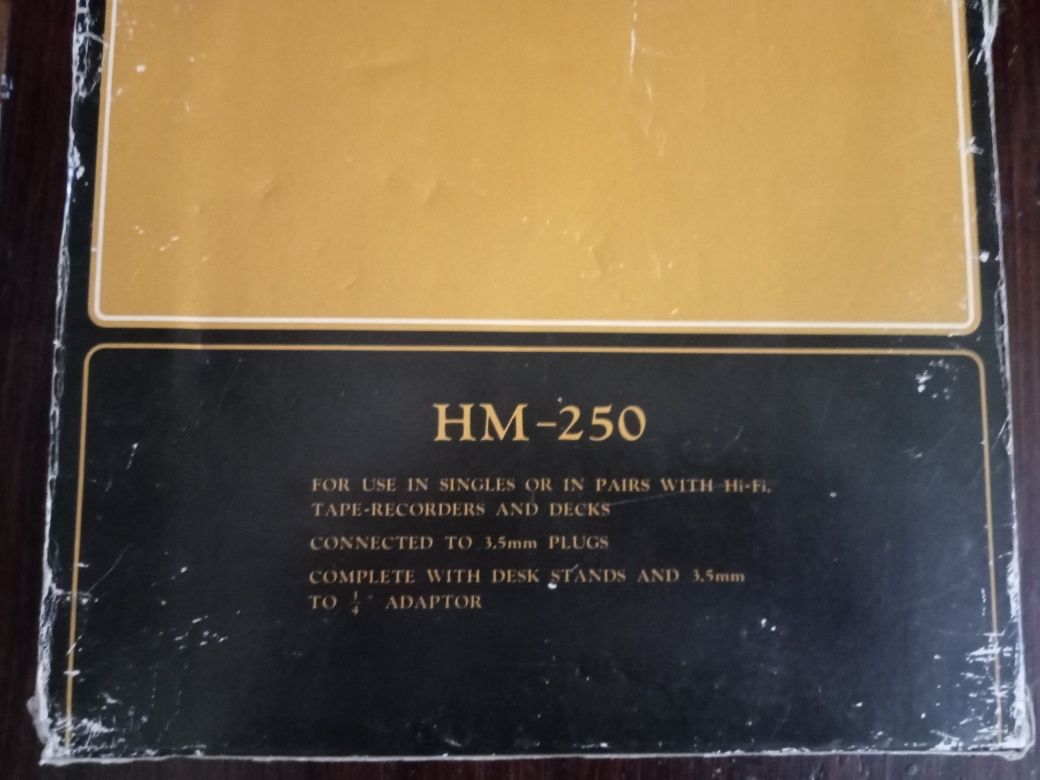 HM-250
FOR USE IN SINGLES OR IN PAIRS WITH Hi-Fi,
TAPE-RECORDERS AND DECKS
CONNECTED TO 3.5mm PLUGS
COMPLETE WITH DESK STANDS AND 3.5mm
TO 1/4" ADAPTOR